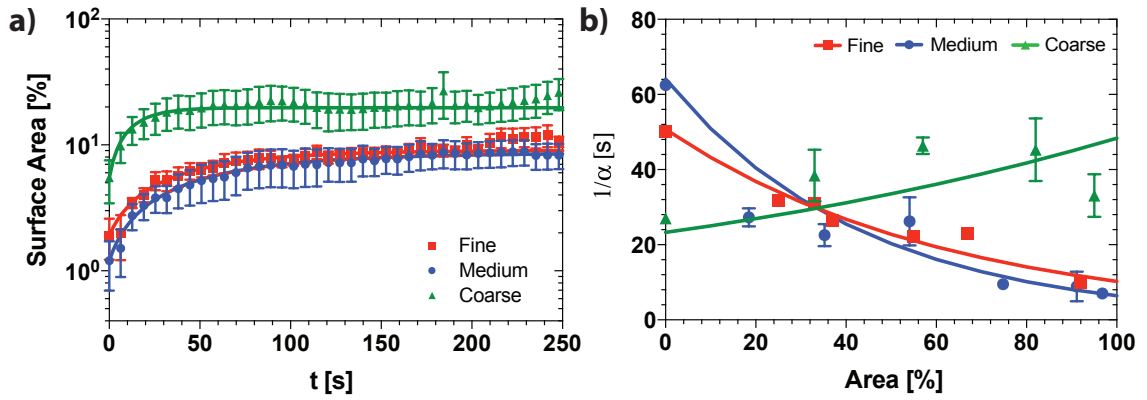 a)
Surface Area [%]
10²
10¹
10⁰
Fine
Medium
Coarse
0 50 100 150 200 250
t [s]
b)
1/α [s]
80
60
40
20
0
Fine Medium Coarse
0 20 40 60 80 100
Area [%]